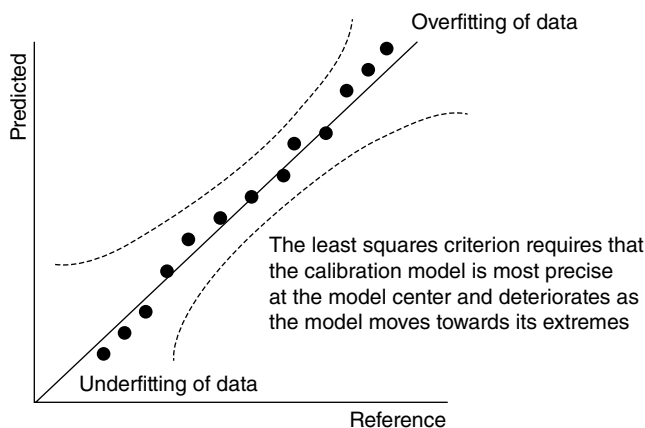 Overfitting of data
Predicted
The least squares criterion requires that
the calibration model is most precise
at the model center and deteriorates as
the model moves towards its extremes
Underfitting of data
Reference